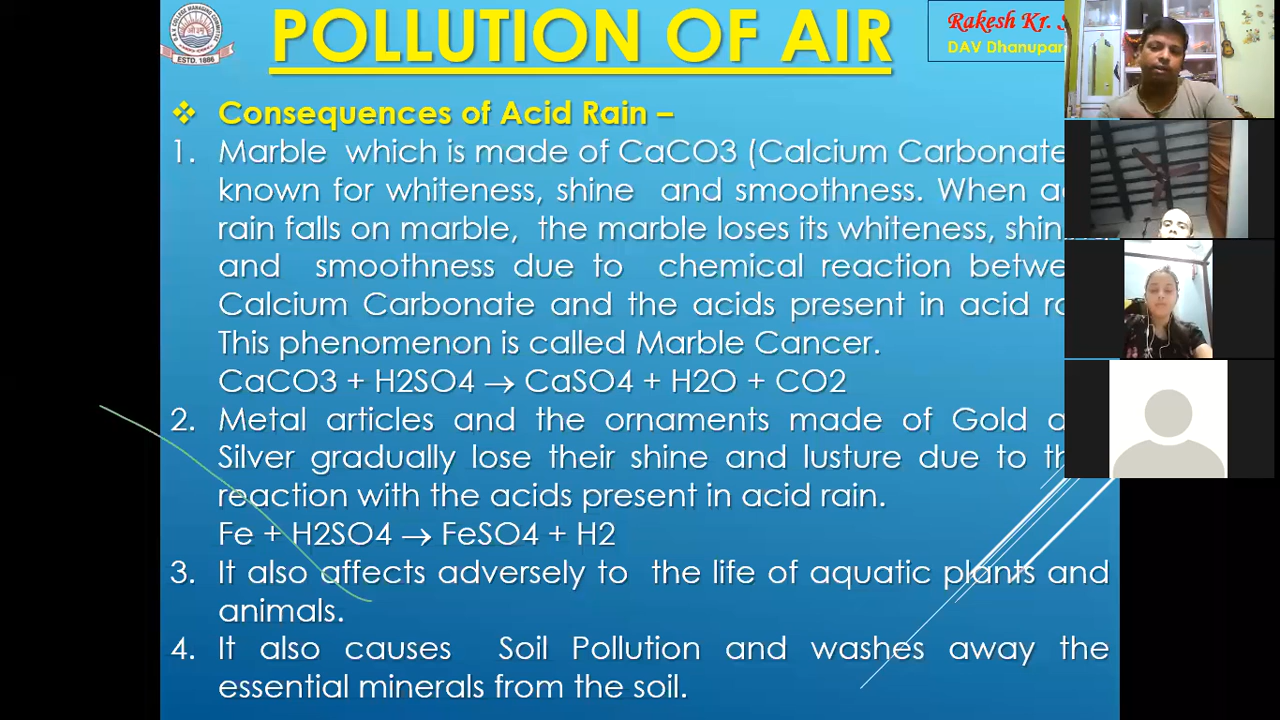 POLLUTION OF AIR
Rakesh Kr. S
DAV Dhanupar
ESTD. 1886
❖ Consequences of Acid Rain –
1. Marble which is made of CaCO3 (Calcium Carbonate
known for whiteness, shine and smoothness. When
rain falls on marble, the marble loses its whiteness,
and smoothness due to chemical reaction
Calcium Carbonate and the acids present in acid
This phenomenon is called Marble Cancer.
CaCO3 + H2SO4 → CaSO4 + H2O + CO2
2. Metal articles and the ornaments made of Gold
Silver gradually lose their shine and lusture due to
reaction with the acids present in acid rain.
Fe + H2SO4 → FeSO4 + H2
3. It also affects adversely to the life of aquatic plants and
animals.
4. It also causes Soil Pollution and washes away the
essential minerals from the soil.